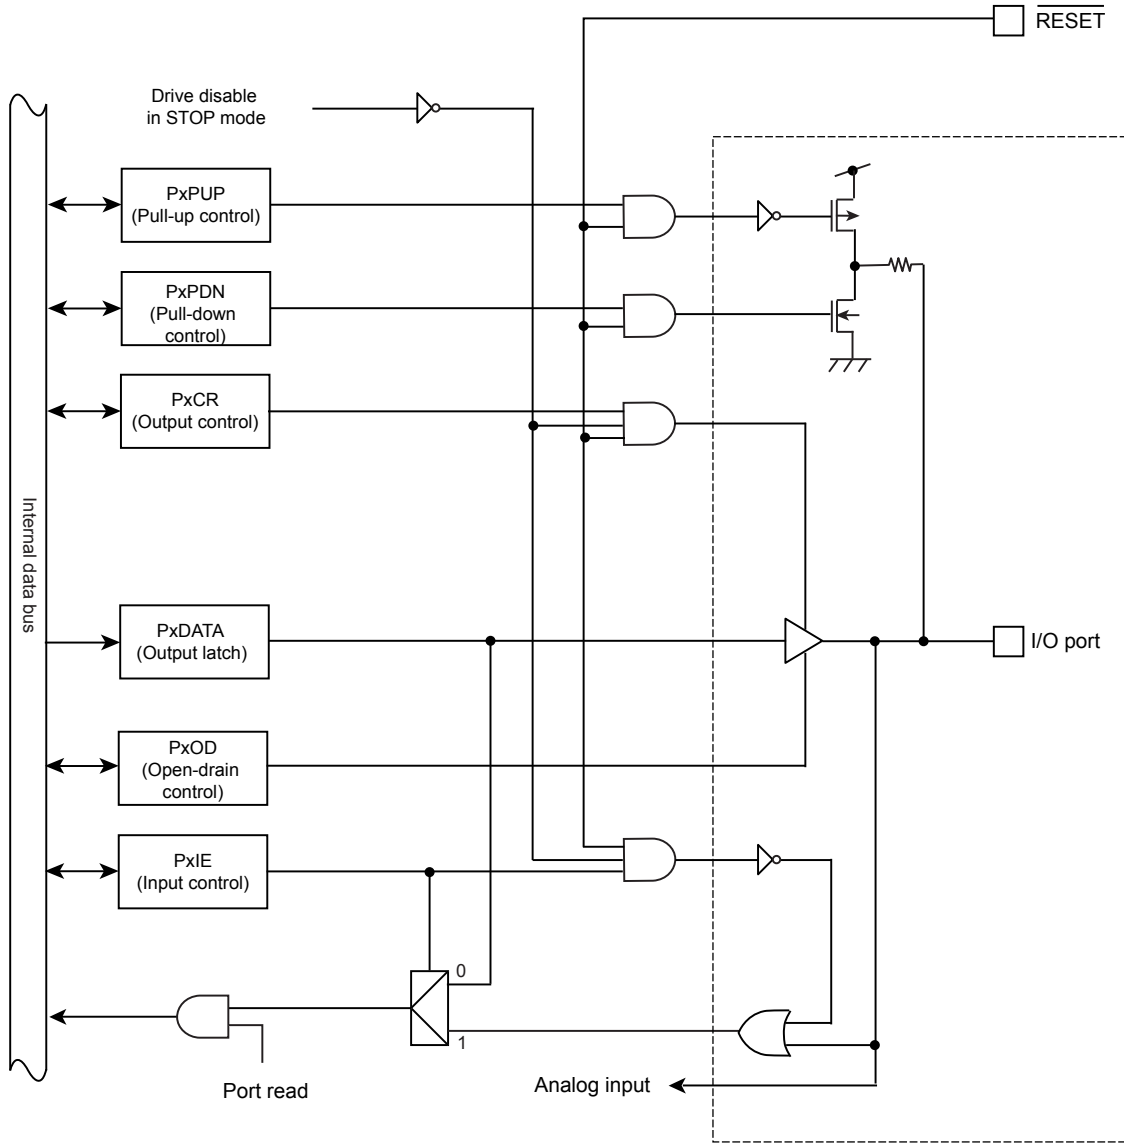 RESET
Drive disable
in STOP mode
PxPUP
(Pull-up control)
PxPDN
(Pull-down
control)
PxCR
(Output control)
Internal data bus
PxDATA
(Output latch)
I/O port
PxOD
(Open-drain
control)
PxIE
(Input control)
0
1
Port read
Analog input